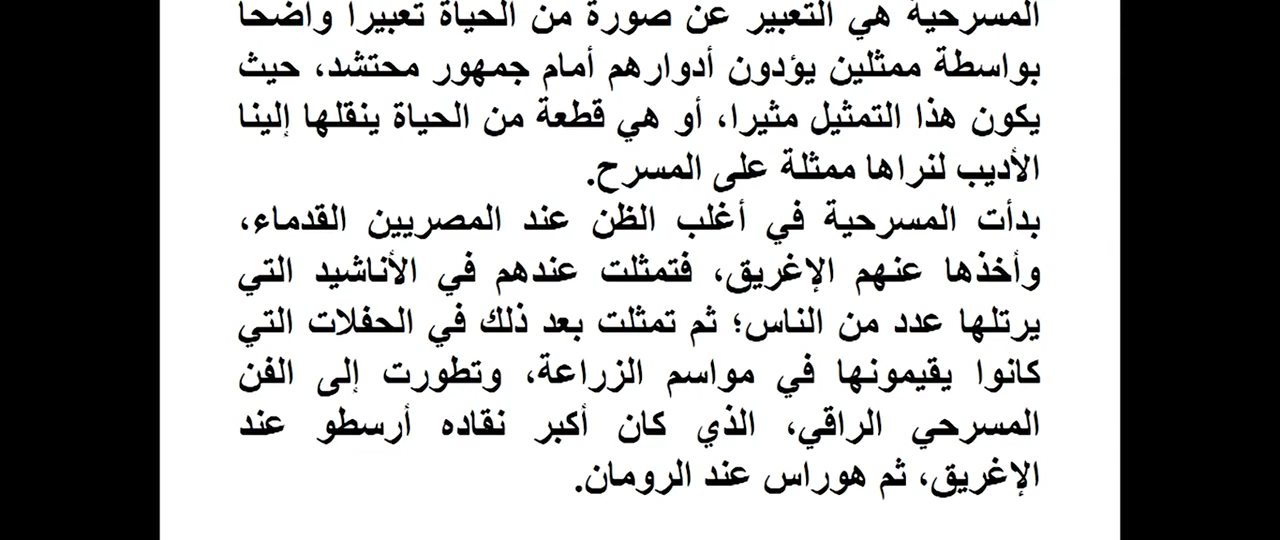 المسرحية هي التعبير عن صورة من الحياة تعبيرا واضحا
بواسطة ممثلين يؤدون أدوارهم أمام جمهور محتشد، حيث
يكون هذا التمثيل مثيرا، أو هي قطعة من الحياة ينقلها إلينا
الأديب لنراها ممثلة على المسرح.
بدأت المسرحية في أغلب الظن عند المصريين القدماء،
وأخذها عنهم الإغريق، فتمثلت عندهم في الأناشيد التي
يرتلها عدد من الناس؛ ثم تمثلت بعد ذلك في الحفلات التي
كانوا يقيمونها في مواسم الزراعة، وتطورت إلى الفن
المسرحي الراقي، الذي كان أكبر نقاده أرسطو عند
الإغريق، ثم هوراس عند الرومان.